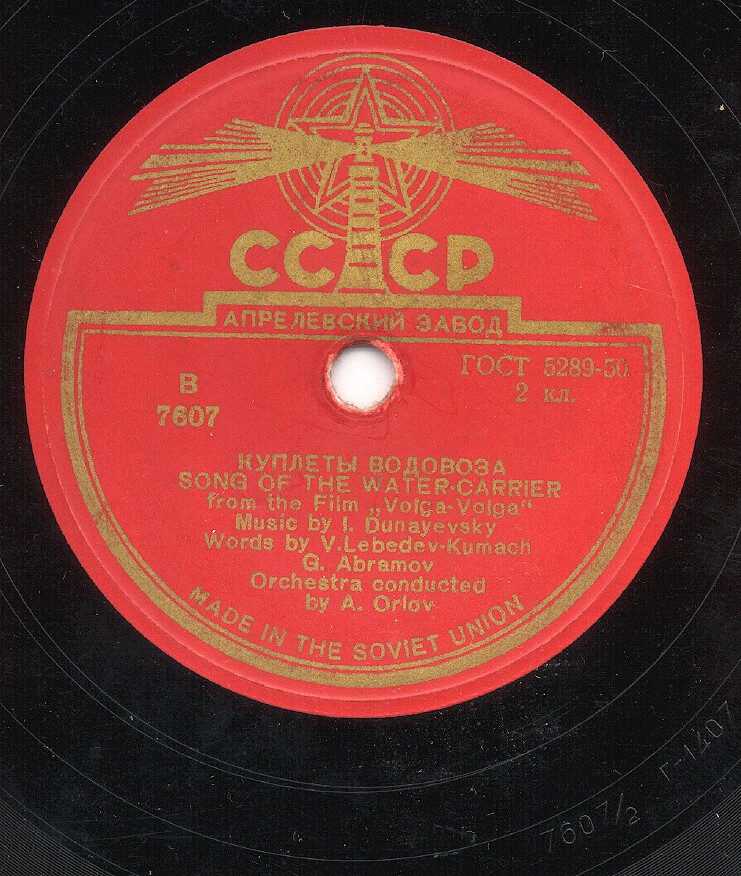 СССР
АПРЕЛЕВСКИЙ ЗАВОД
В
7607
ГОСТ 5289-50
2 кл.
КУПЛЕТЫ ВОДОВОЗА
SONG OF THE WATER-CARRIER
from the Film „Volga-Volga“
Music by I. Dunayevsky
Words by V. Lebedev-Kumach
G. Abramov
Orchestra conducted
by A. Orlov
MADE IN THE SOVIET UNION
7607/2 Г-1407